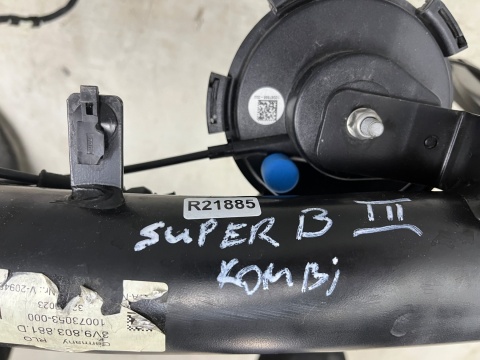 R21885
SUPER B III
KOMBi
3V9.803.881.D
10073053-000
Germany